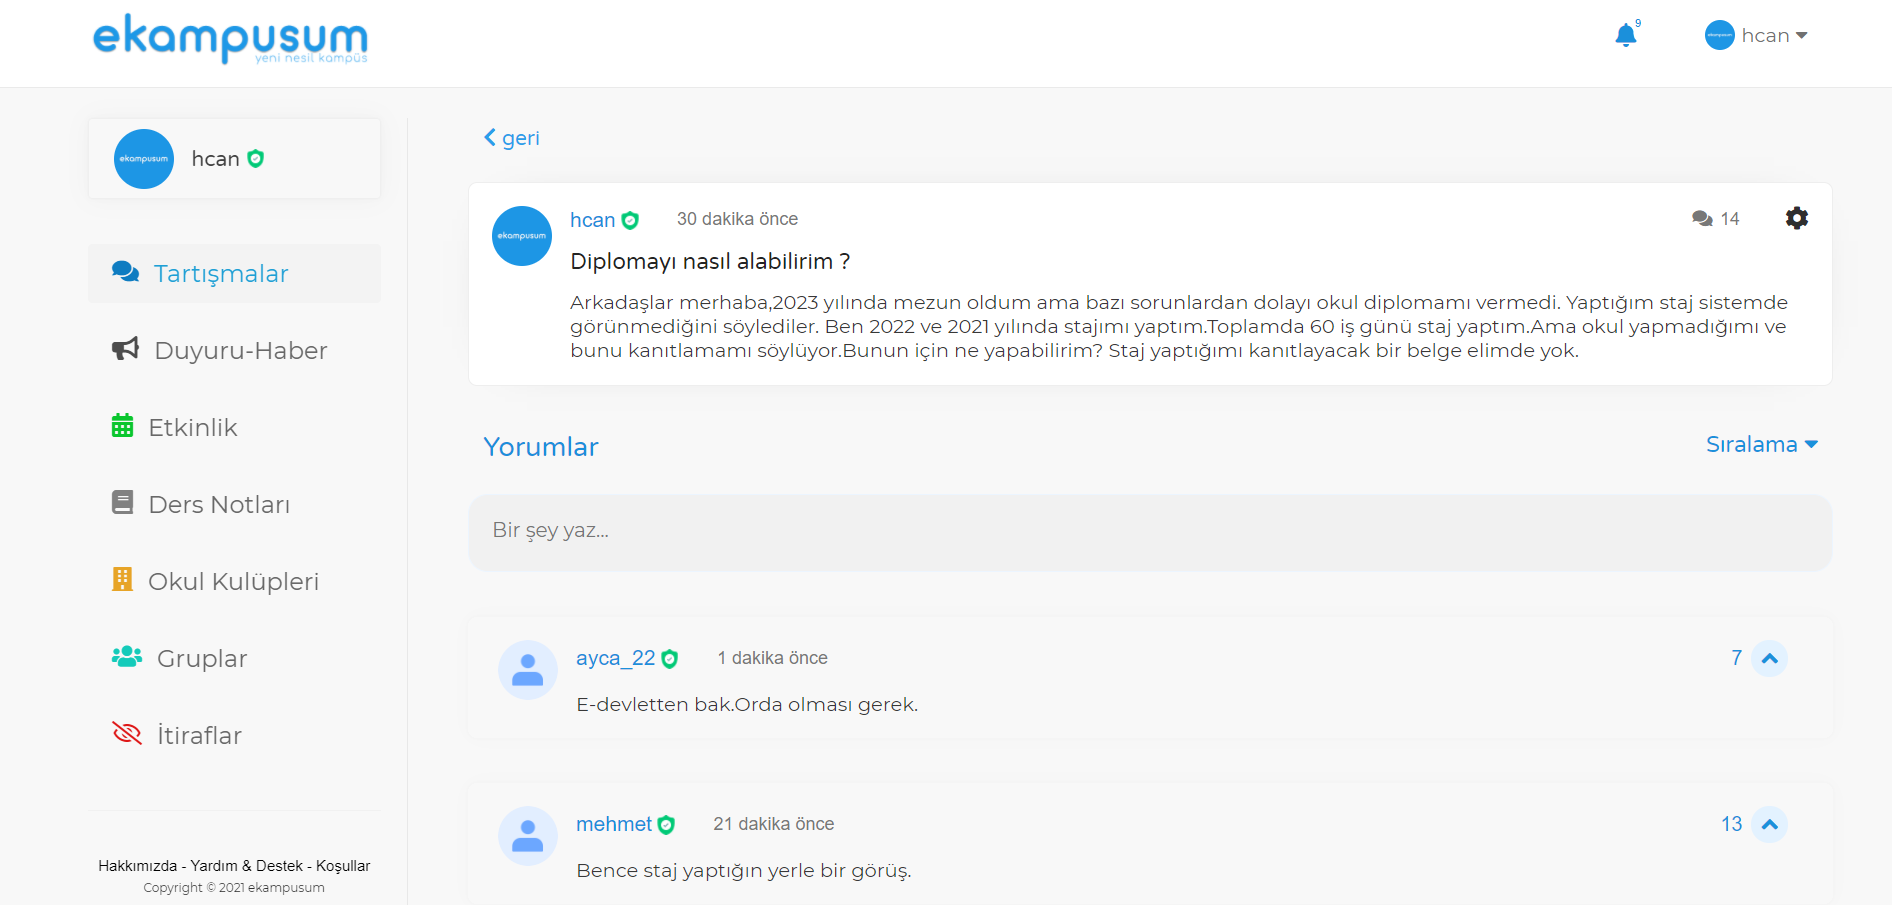 ekampusum
yeni nesil kampüs
9
hcan
ekampusum
hcan
Tartışmalar
Duyuru-Haber
Etkinlik
Ders Notları
Okul Kulüpleri
Gruplar
İtiraflar
Hakkımızda - Yardım & Destek - Koşullar
Copyright © 2021 ekampusum
geri
ekampusum
hcan
30 dakika önce
14
Diplomayı nasıl alabilirim ?
Arkadaşlar merhaba,2023 yılında mezun oldum ama bazı sorunlardan dolayı okul diplomamı vermedi. Yaptığım staj sistemde
görünmediğini söylediler. Ben 2022 ve 2021 yılında stajımı yaptım.Toplamda 60 iş günü staj yaptım.Ama okul yapmadığımı ve
bunu kanıtlamamı söylüyor.Bunun için ne yapabilirim? Staj yaptığımı kanıtlayacak bir belge elimde yok.
Yorumlar
Sıralama
Bir şey yaz...
ayca_22
1 dakika önce
7
E-devletten bak.Orda olması gerek.
mehmet
21 dakika önce
13
Bence staj yaptığın yerle bir görüş.